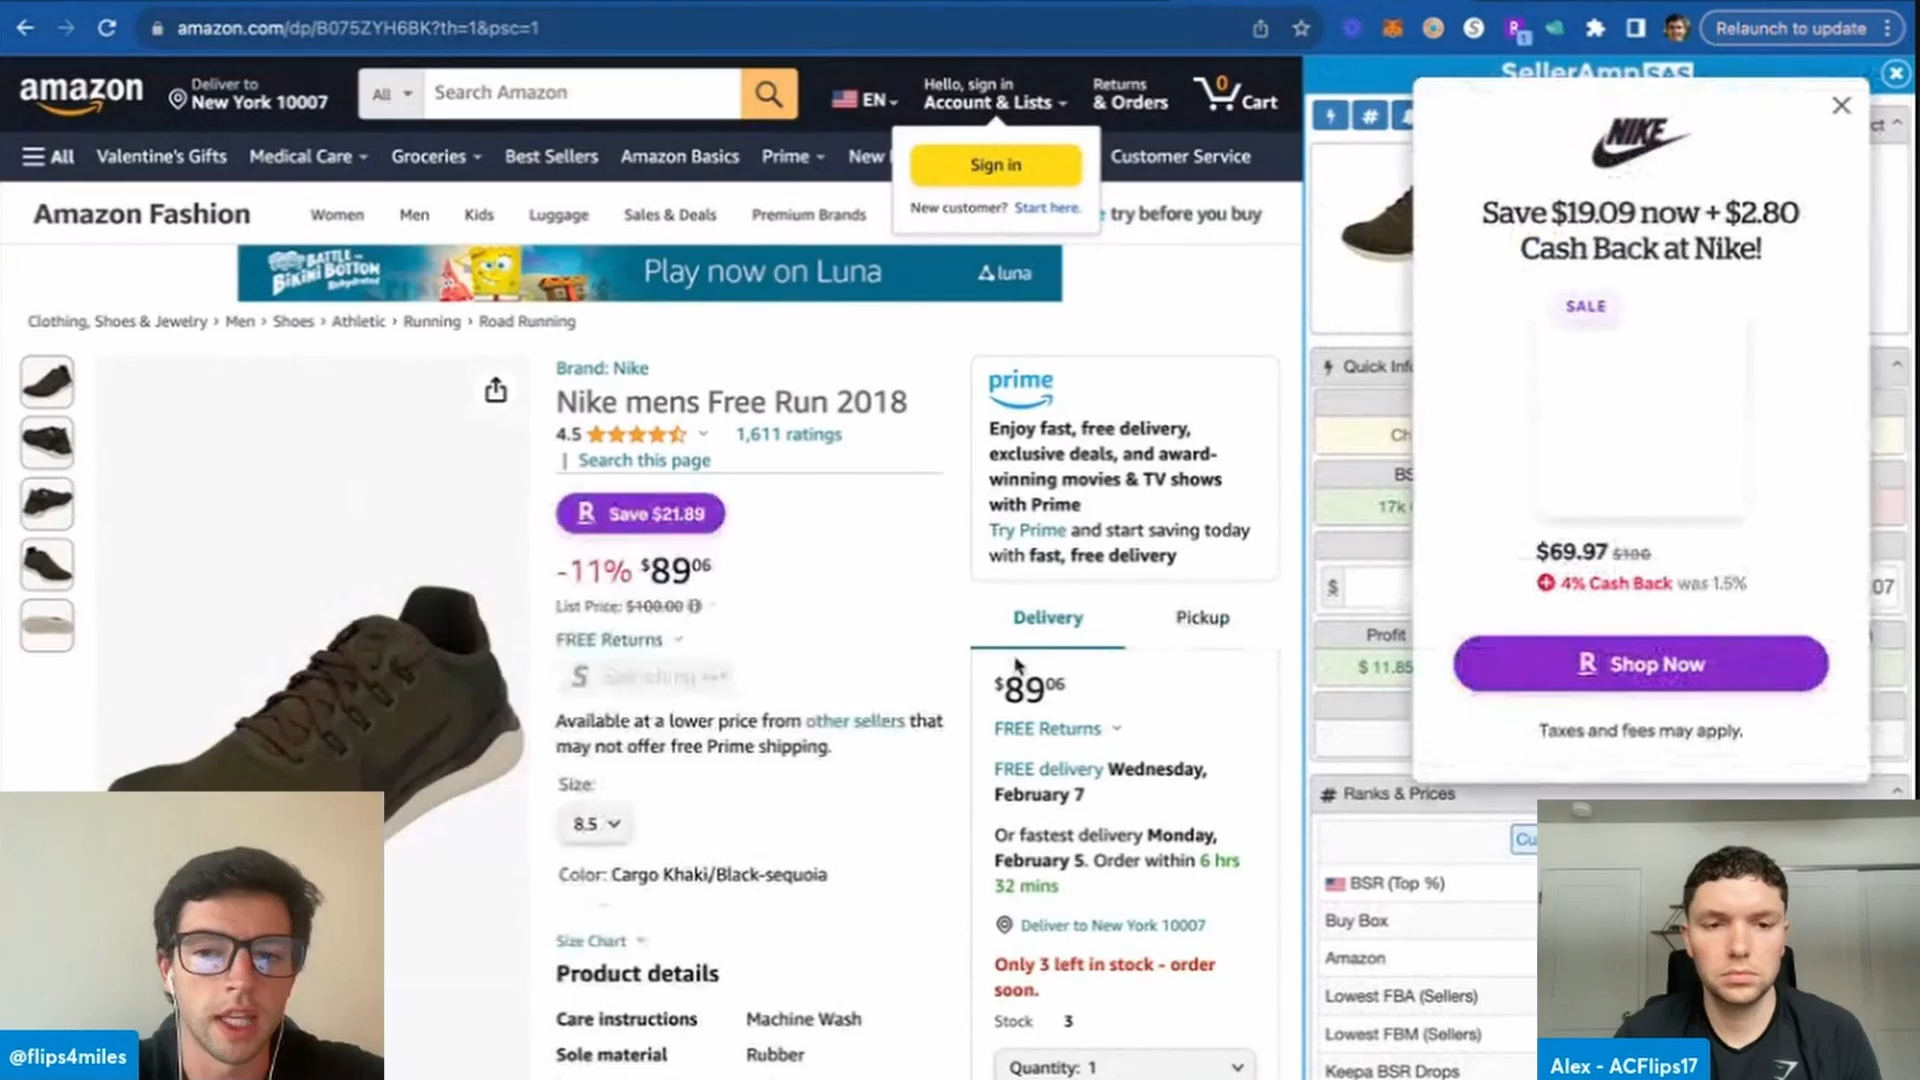 amazon.com/dp/B075ZYH6BK?th=1&psc=1
Relaunch to update
amazon
Deliver to
New York 10007
All
Search Amazon
EN
Hello, sign in
Account & Lists
Returns
& Orders
0
Cart
All
Valentine's Gifts
Medical Care
Groceries
Best Sellers
Amazon Basics
Prime
New
Customer Service
Sign in
New customer? Start here.
Amazon Fashion
Women
Men
Kids
Luggage
Sales & Deals
Premium Brands
try before you buy
BATTLE for
BIKINI BOTTOM
Rehydrated
Play now on Luna
luna
Clothing, Shoes & Jewelry › Men › Shoes › Athletic › Running › Road Running
Brand: Nike
Nike mens Free Run 2018
4.5
1,611 ratings
| Search this page
R Save $21.89
-11% $89.06
List Price: $100.00
FREE Returns
S Searching
Available at a lower price from other sellers that
may not offer free Prime shipping.
Size:
8.5
Color: Cargo Khaki/Black-sequoia
Size Chart
Product details
Care instructions Machine Wash
Sole material Rubber
prime
Enjoy fast, free delivery,
exclusive deals, and award-
winning movies & TV shows
with Prime
Try Prime and start saving today
with fast, free delivery
Delivery
Pickup
$89.06
FREE Returns
FREE delivery Wednesday,
February 7
Or fastest delivery Monday,
February 5. Order within 6 hrs
32 mins
Deliver to New York 10007
Only 3 left in stock - order
soon.
Stock 3
Quantity: 1
SellerAmp SAS
NIKE
Save $19.09 now + $2.80
Cash Back at Nike!
SALE
$69.97 $100
4% Cash Back was 1.5%
R Shop Now
Taxes and fees may apply.
Quick Inf
17k
$
07
Profit
$ 11.85
# Ranks & Prices
BSR (Top %)
Buy Box
Amazon
Lowest FBA (Sellers)
Lowest FBM (Sellers)
Keepa BSR Drops
@flips4miles
Alex - ACFlips17